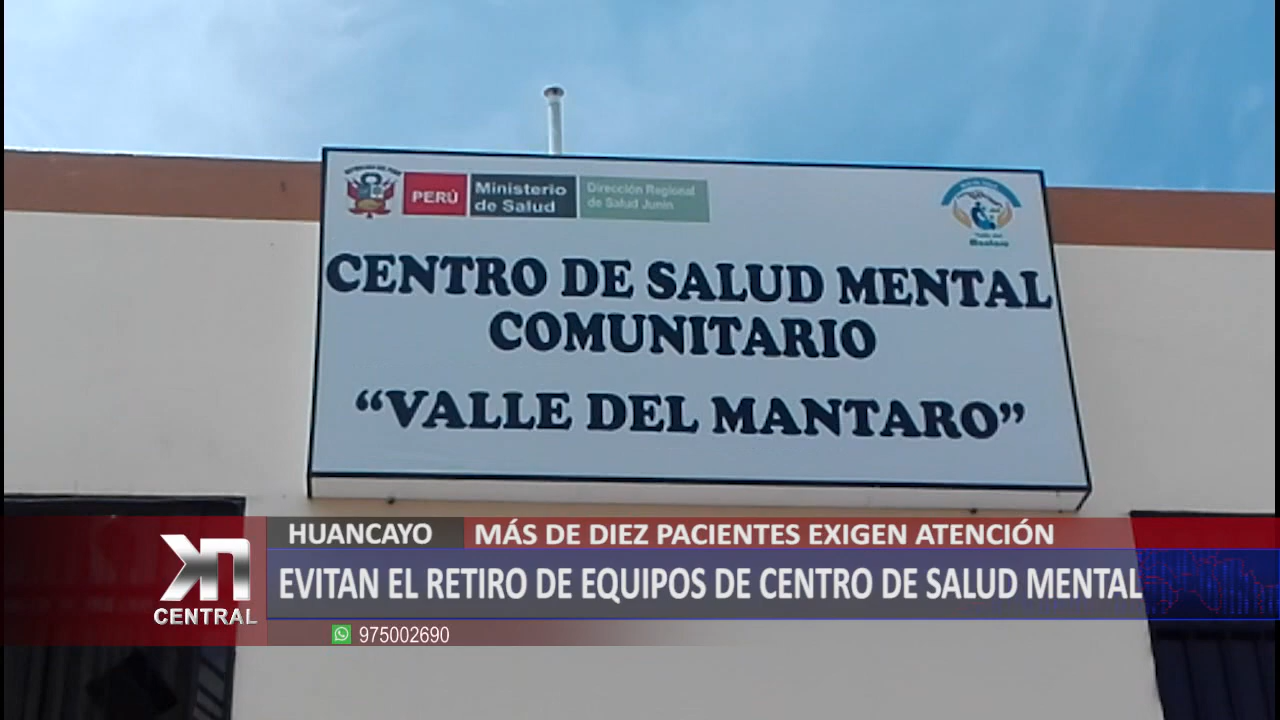 PERÚ
Ministerio
de Salud
Dirección Regional
de Salud Junín
CENTRO DE SALUD MENTAL
COMUNITARIO
“VALLE DEL MANTARO”
HUANCAYO
MÁS DE DIEZ PACIENTES EXIGEN ATENCIÓN
EVITAN EL RETIRO DE EQUIPOS DE CENTRO DE SALUD MENTAL
CENTRAL
975002690